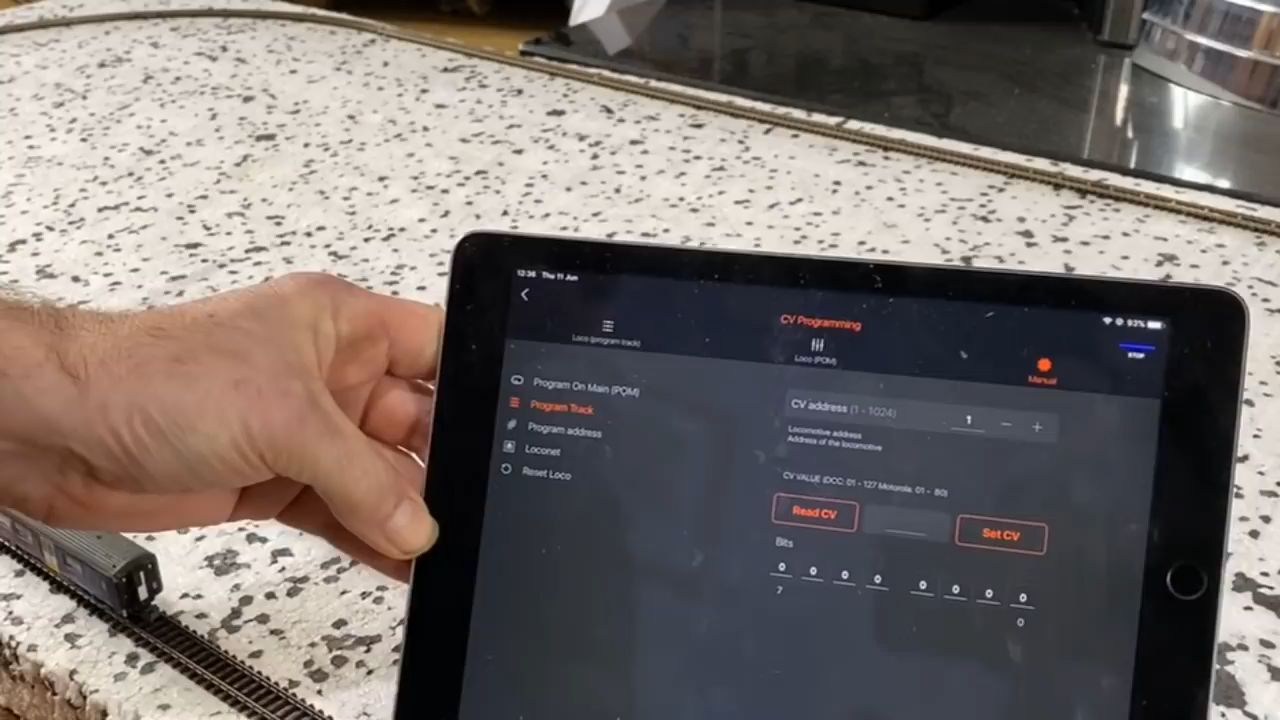 12:36 Thu 11 Jun
93%
CV Programming
STOP
Loco (program track)
Loco (POM)
Manual
Program On Main (POM)
Program Track
Program address
Loconet
Reset Loco
CV address (1 - 1024)
1 - +
Locomotive address
Address of the locomotive
CV VALUE (DCC: 01 - 127 Motorola: 01 - 80)
Read CV
Set CV
Bits
0 0 0 0 0 0 0 0
7
0